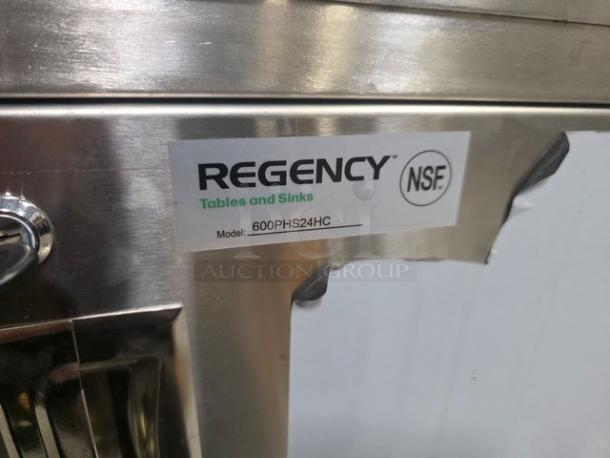 REGENCY™
NSF.
Tables and Sinks
Model: 600PHS24HC
AUCTION GROUP